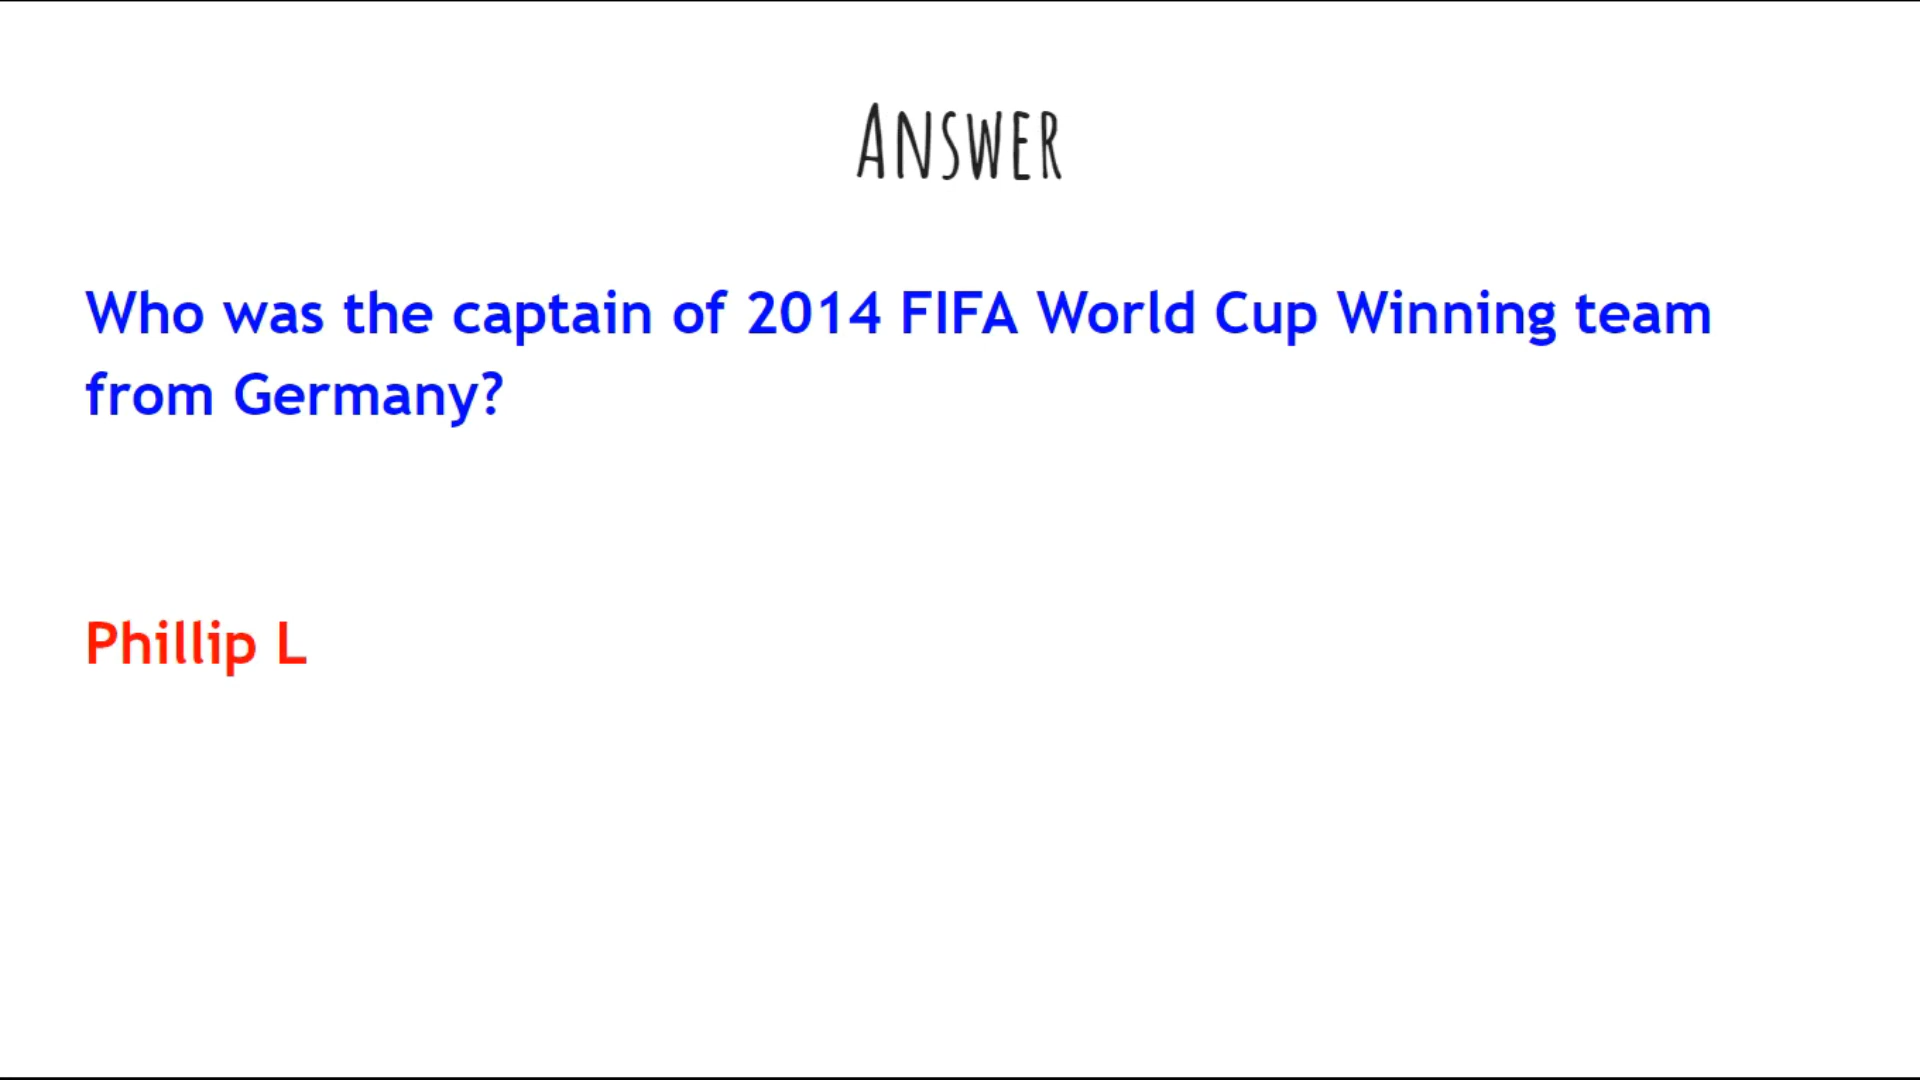 ANSWER
Who was the captain of 2014 FIFA World Cup Winning team
from Germany?
Phillip L